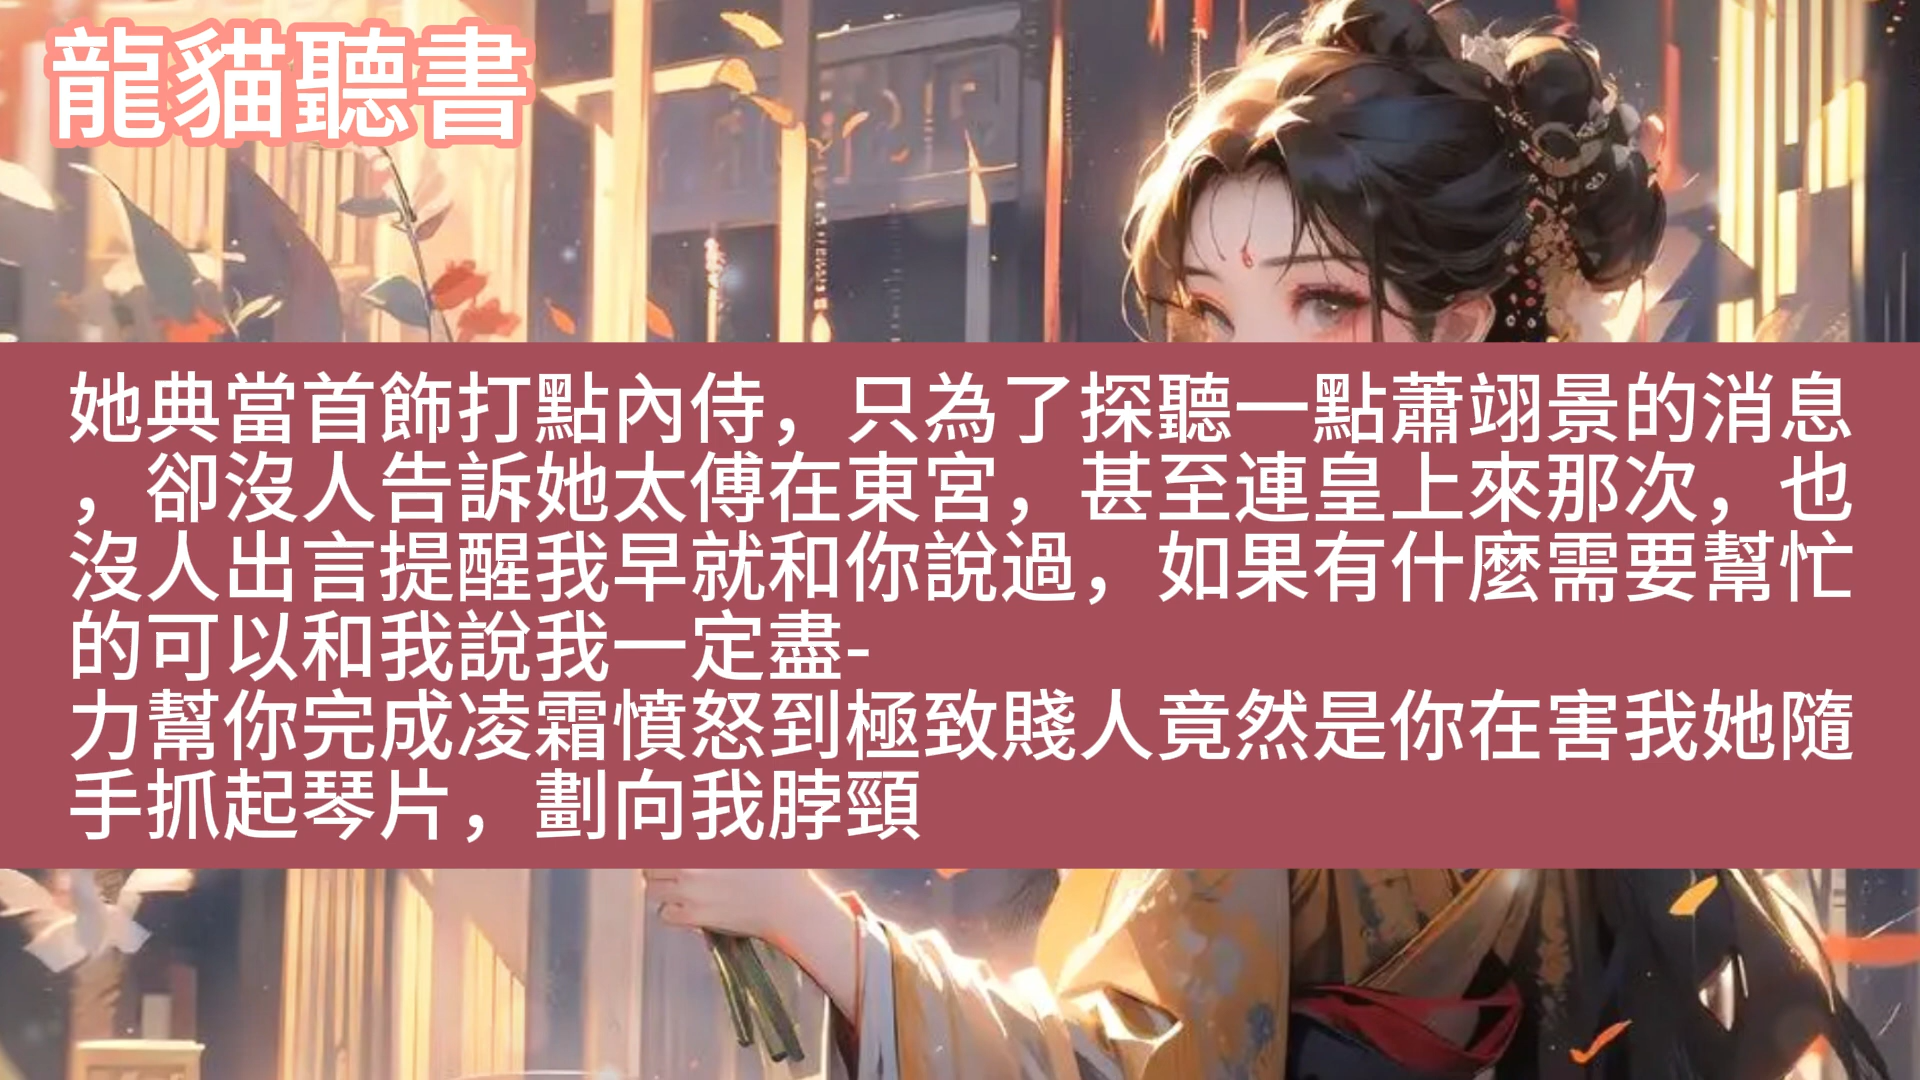 龍貓聽書
她典當首飾打點內侍，只為了探聽一點蕭翊景的消息
，卻沒人告訴她太傅在東宮，甚至連皇上來那次，也
沒人出言提醒我早就和你說過，如果有什麼需要幫忙
的可以和我說我一定盡-
力幫你完成凌霜憤怒到極致賤人竟然是你在害我她隨
手抓起琴片，劃向我脖頸